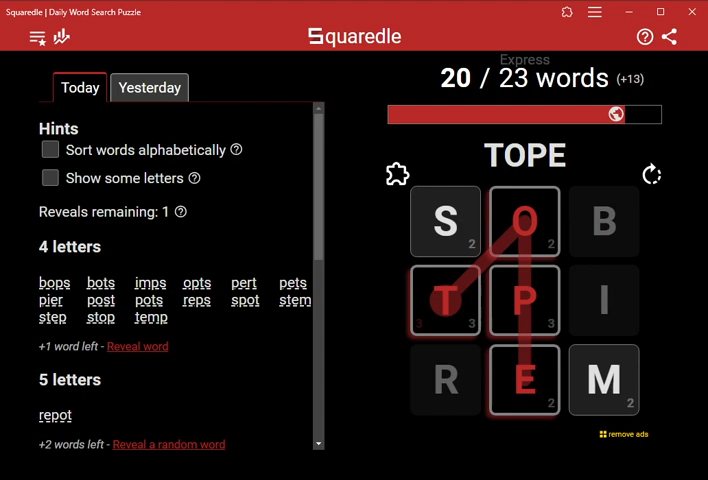 Squaredle | Daily Word Search Puzzle
Squaredle
Express
20 / 23 words (+13)
Today
Yesterday
Hints
Sort words alphabetically
Show some letters
Reveals remaining: 1
4 letters
bops bots imps opts pert pets
pier post pots reps spot stem
step stop temp
+1 word left - Reveal word
5 letters
repot
+2 words left - Reveal a random word
TOPE
S 2 O 2 B
T 3 3 P 3 I
R E 2 M 2
remove ads